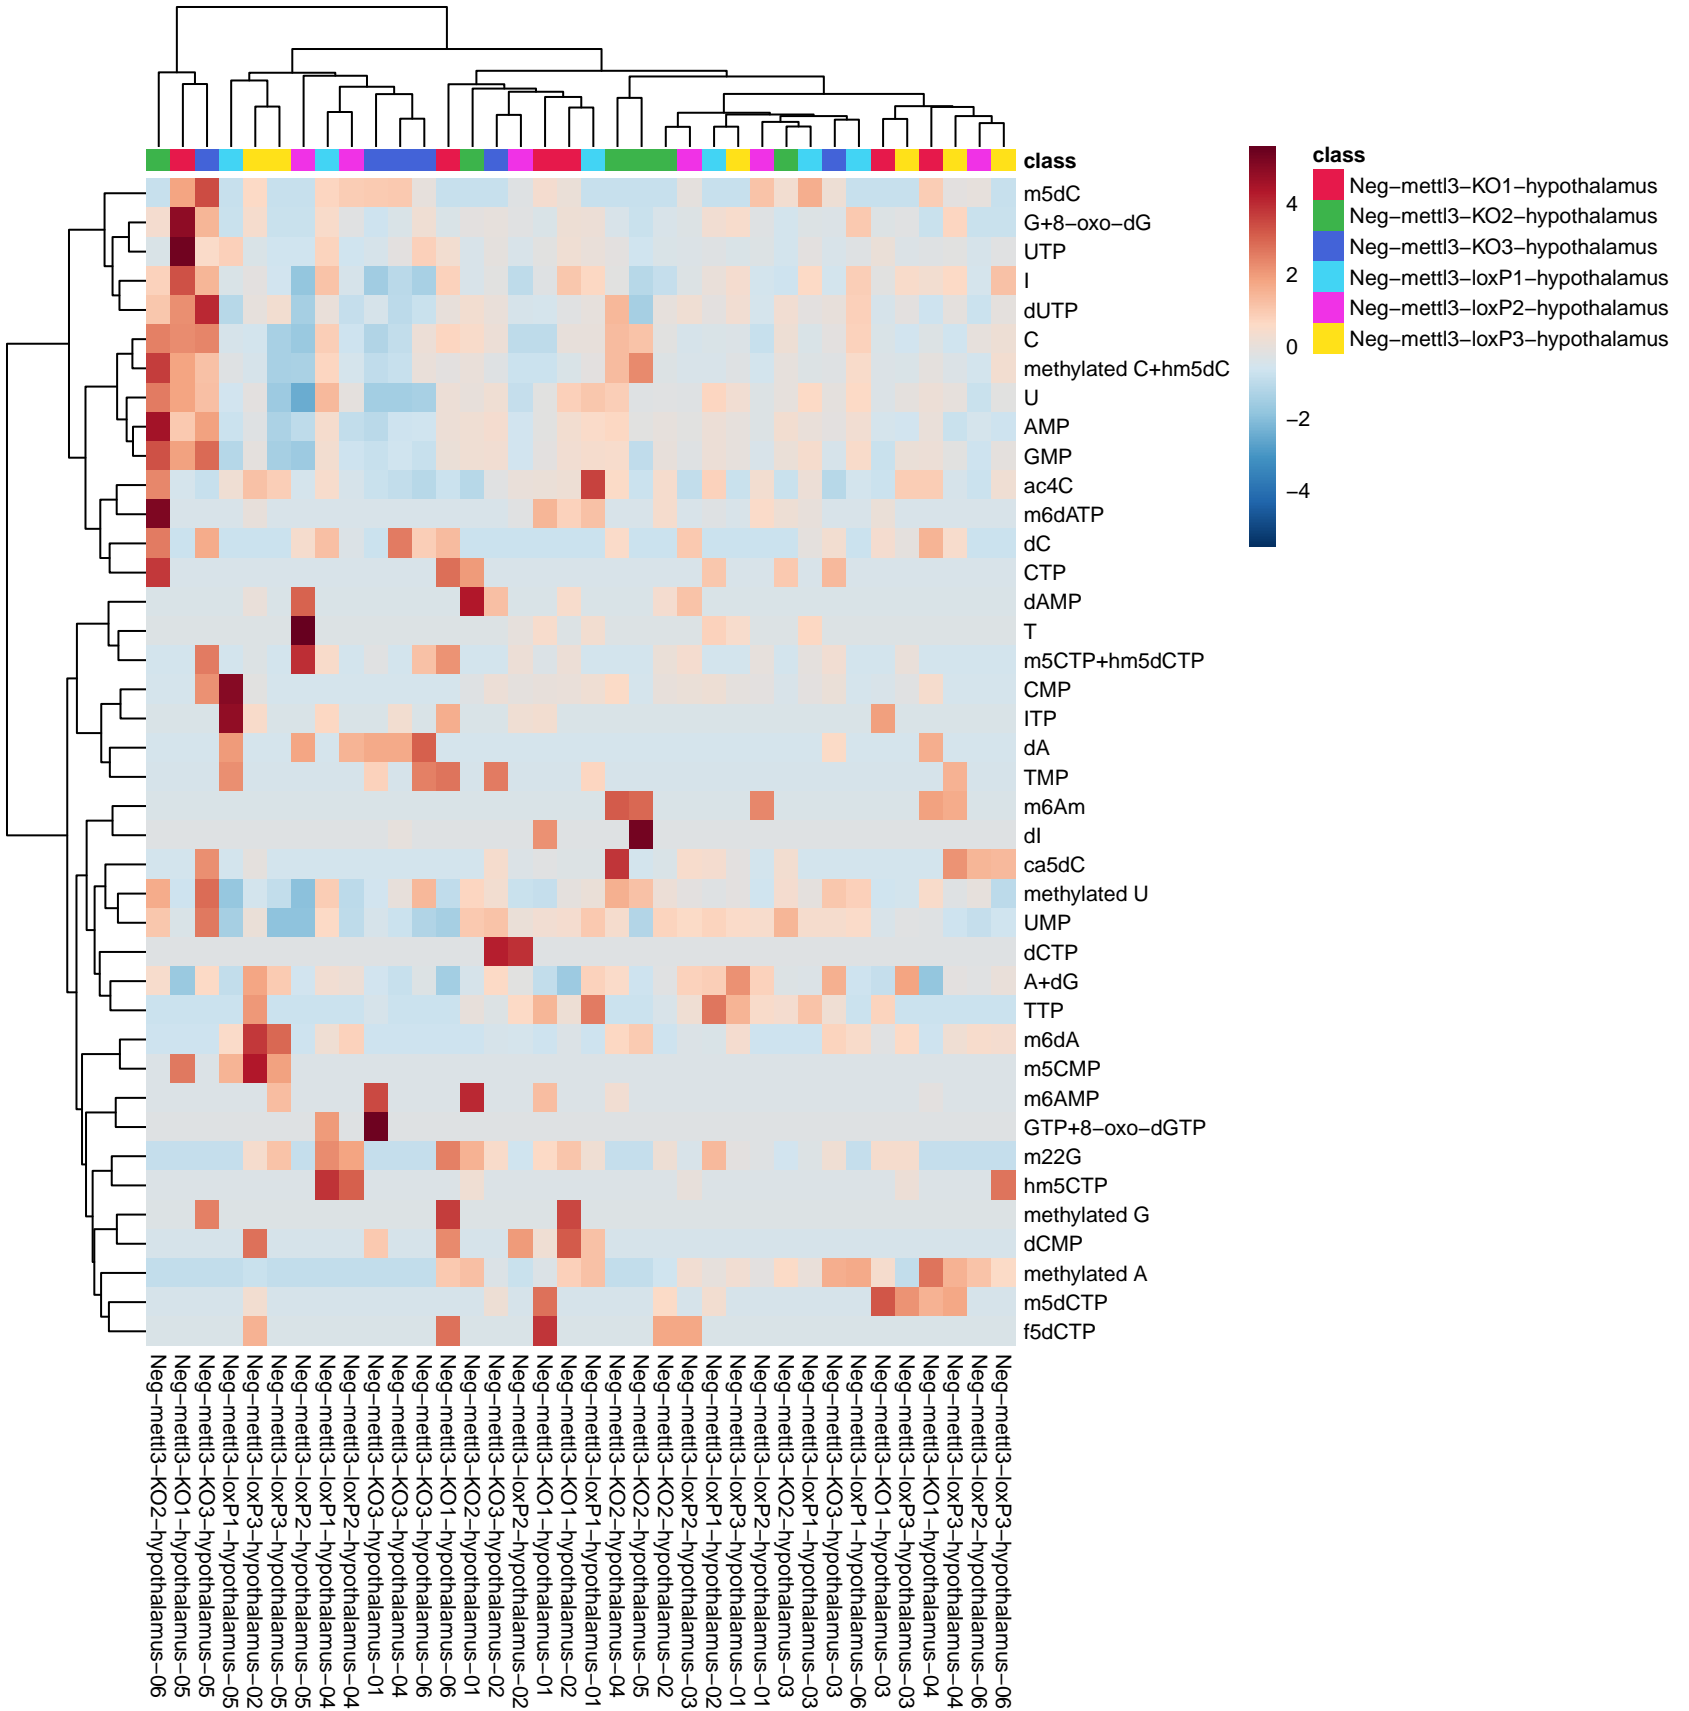 class
m5dC
G+8−oxo−dG
UTP
I
dUTP
C
methylated C+hm5dC
U
AMP
GMP
ac4C
m6dATP
dC
CTP
dAMP
T
m5CTP+hm5dCTP
CMP
ITP
dA
TMP
m6Am
dI
ca5dC
methylated U
UMP
dCTP
A+dG
TTP
m6dA
m5CMP
m6AMP
GTP+8−oxo−dGTP
m22G
hm5CTP
methylated G
dCMP
methylated A
m5dCTP
f5dCTP
Neg−mettl3−KO2−hypothalamus−06
Neg−mettl3−KO1−hypothalamus−05
Neg−mettl3−KO3−hypothalamus−05
Neg−mettl3−loxP1−hypothalamus−05
Neg−mettl3−loxP3−hypothalamus−02
Neg−mettl3−loxP3−hypothalamus−05
Neg−mettl3−loxP2−hypothalamus−05
Neg−mettl3−loxP1−hypothalamus−04
Neg−mettl3−loxP2−hypothalamus−04
Neg−mettl3−KO3−hypothalamus−01
Neg−mettl3−KO3−hypothalamus−04
Neg−mettl3−KO3−hypothalamus−06
Neg−mettl3−KO1−hypothalamus−06
Neg−mettl3−KO2−hypothalamus−01
Neg−mettl3−KO3−hypothalamus−02
Neg−mettl3−loxP2−hypothalamus−02
Neg−mettl3−KO1−hypothalamus−01
Neg−mettl3−KO1−hypothalamus−02
Neg−mettl3−loxP1−hypothalamus−01
Neg−mettl3−KO2−hypothalamus−04
Neg−mettl3−KO2−hypothalamus−05
Neg−mettl3−KO2−hypothalamus−02
Neg−mettl3−loxP2−hypothalamus−03
Neg−mettl3−loxP1−hypothalamus−02
Neg−mettl3−loxP3−hypothalamus−01
Neg−mettl3−loxP2−hypothalamus−01
Neg−mettl3−KO2−hypothalamus−03
Neg−mettl3−loxP1−hypothalamus−03
Neg−mettl3−KO3−hypothalamus−03
Neg−mettl3−loxP1−hypothalamus−06
Neg−mettl3−KO1−hypothalamus−03
Neg−mettl3−loxP3−hypothalamus−03
Neg−mettl3−KO1−hypothalamus−04
Neg−mettl3−loxP3−hypothalamus−04
Neg−mettl3−loxP2−hypothalamus−06
Neg−mettl3−loxP3−hypothalamus−06
4
2
0
−2
−4
class
Neg−mettl3−KO1−hypothalamus
Neg−mettl3−KO2−hypothalamus
Neg−mettl3−KO3−hypothalamus
Neg−mettl3−loxP1−hypothalamus
Neg−mettl3−loxP2−hypothalamus
Neg−mettl3−loxP3−hypothalamus